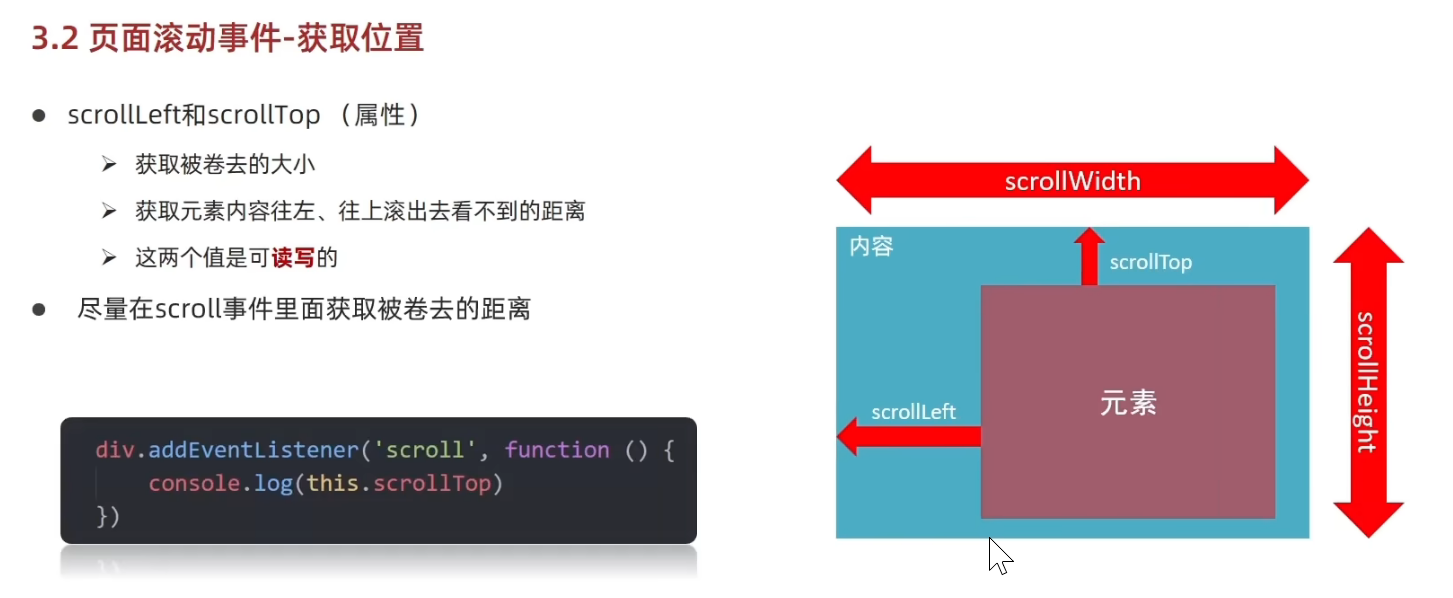 3.2 页面滚动事件-获取位置
● scrollLeft和scrollTop （属性）
➢ 获取被卷去的大小
➢ 获取元素内容往左、往上滚出去看不到的距离
➢ 这两个值是可读写的
● 尽量在scroll事件里面获取被卷去的距离
div.addEventListener('scroll', function () {
    console.log(this.scrollTop)
})
scrollWidth
内容
scrollTop
scrollHeight
元素
scrollLeft